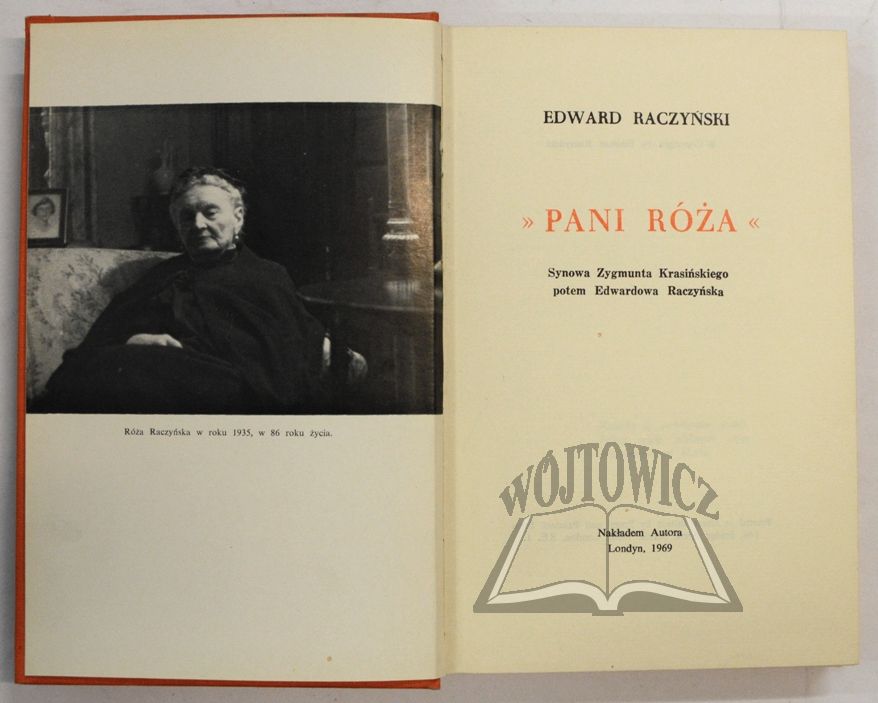 Róża Raczyńska w roku 1935, w 86 roku życia.
EDWARD RACZYŃSKI
» PANI RÓŻA «
Synowa Zygmunta Krasińskiego
potem Edwardowa Raczyńska
WÓJTOWICZ
Nakładem Autora
Londyn, 1969